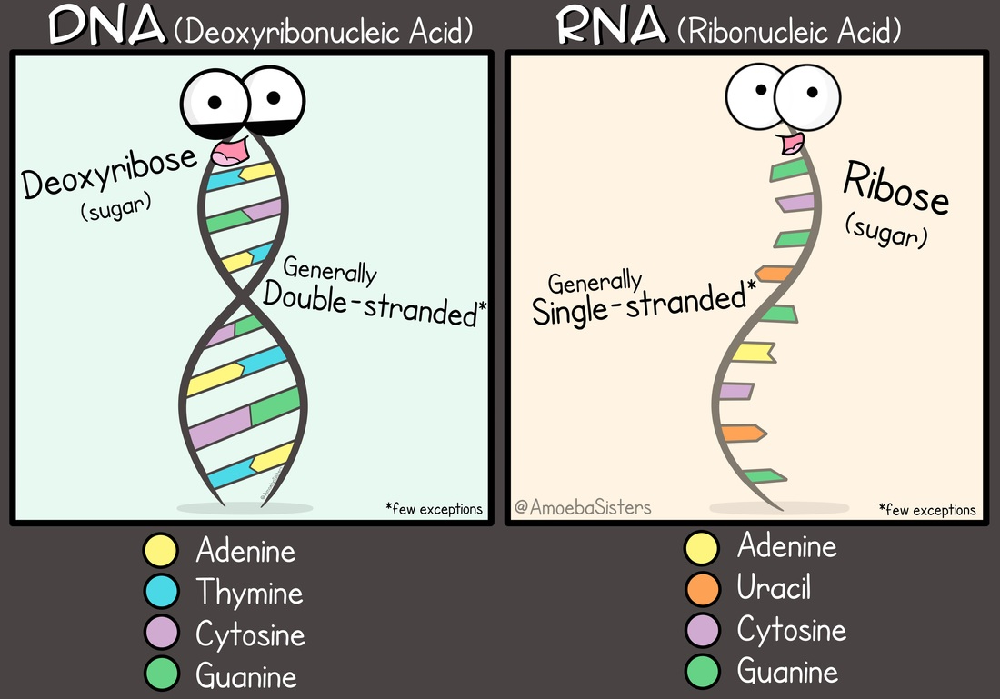 DNA (Deoxyribonucleic Acid)
Deoxyribose
(sugar)
Generally
Double-stranded*
*few exceptions
Adenine
Thymine
Cytosine
Guanine
RNA (Ribonucleic Acid)
Ribose
(sugar)
Generally
Single-stranded*
@AmoebaSisters
*few exceptions
Adenine
Uracil
Cytosine
Guanine